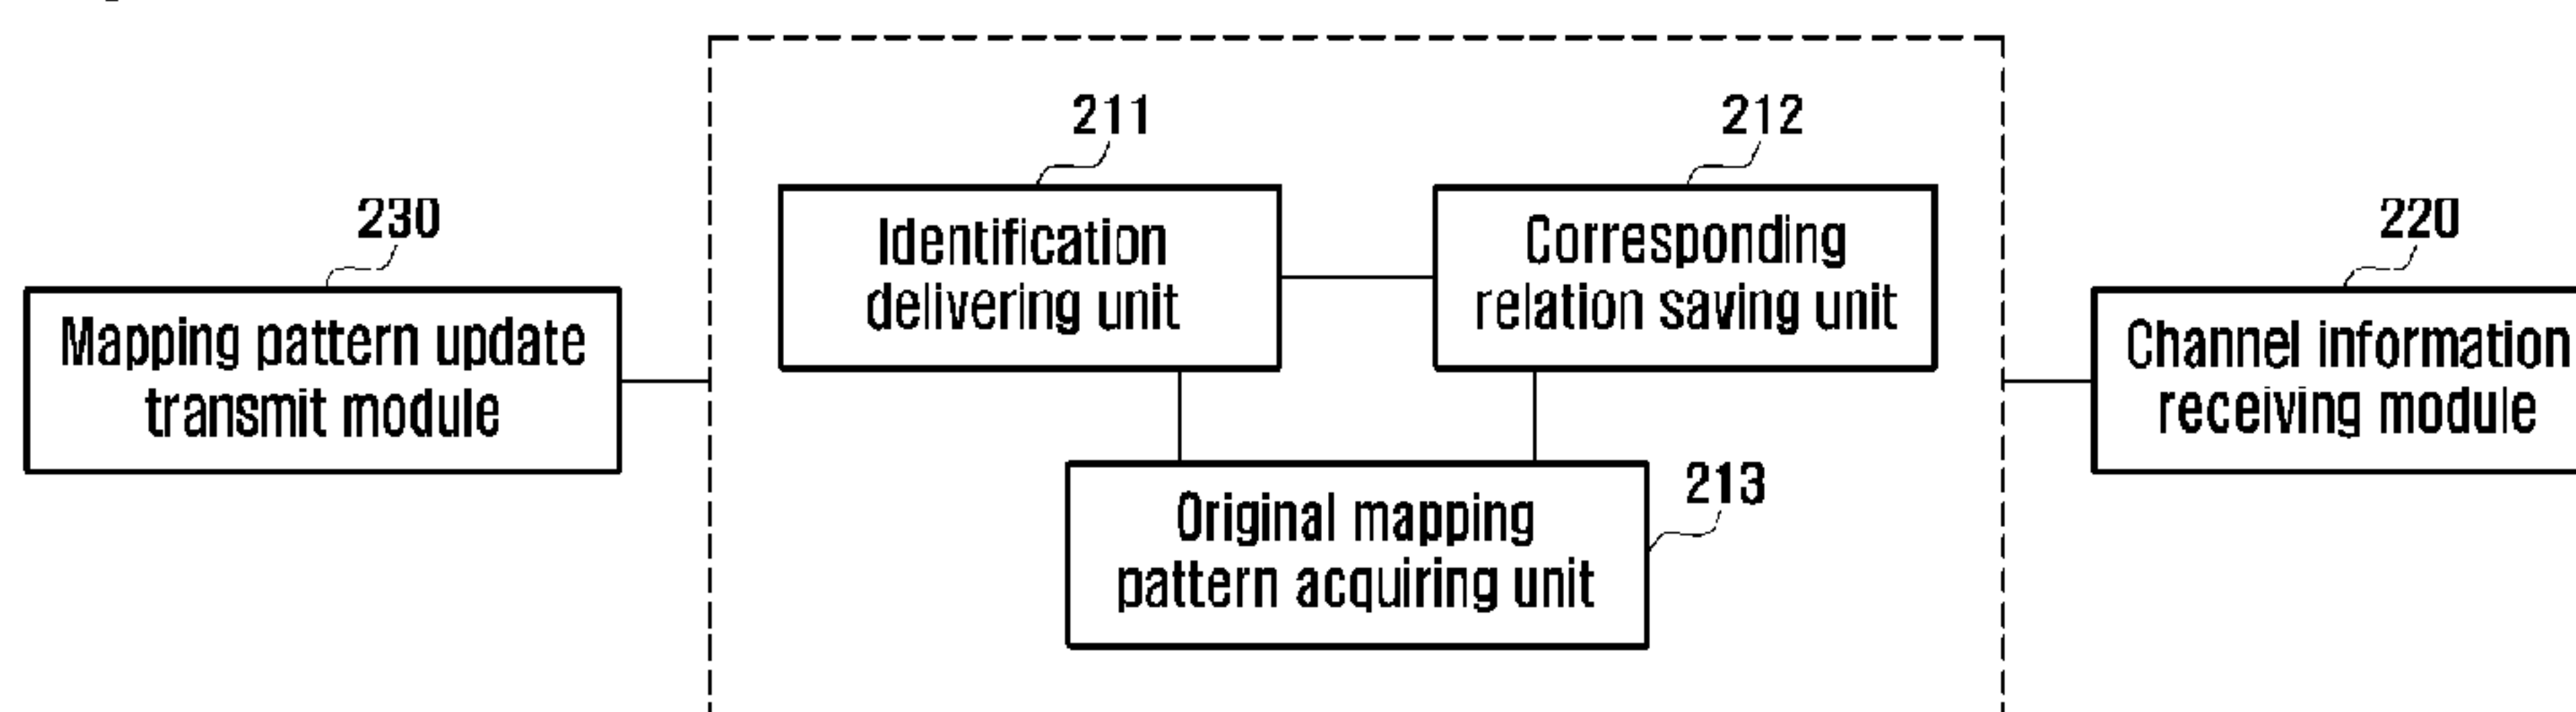 211
212
230
220
Identification
delivering unit
Corresponding
relation saving unit
Mapping pattern update
transmit module
Channel information
receiving module
213
Original mapping
pattern acquiring unit